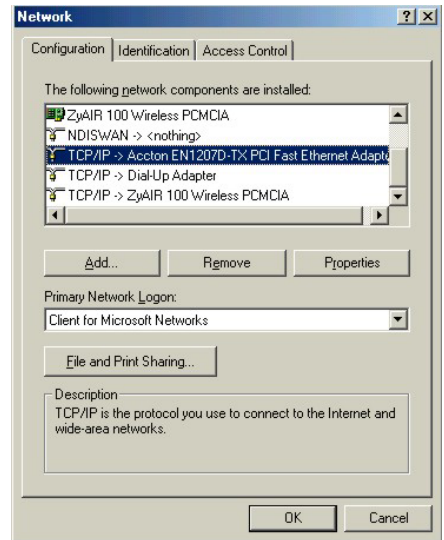 Network
Configuration Identification Access Control
The following network components are installed:
ZyAIR 100 Wireless PCMCIA
NDISWAN -> <nothing>
TCP/IP -> Accton EN1207D-TX PCI Fast Ethernet Adapte
TCP/IP -> Dial-Up Adapter
TCP/IP -> ZyAIR 100 Wireless PCMCIA
Add... Remove Properties
Primary Network Logon:
Client for Microsoft Networks
File and Print Sharing...
Description
TCP/IP is the protocol you use to connect to the Internet and
wide-area networks.
OK Cancel